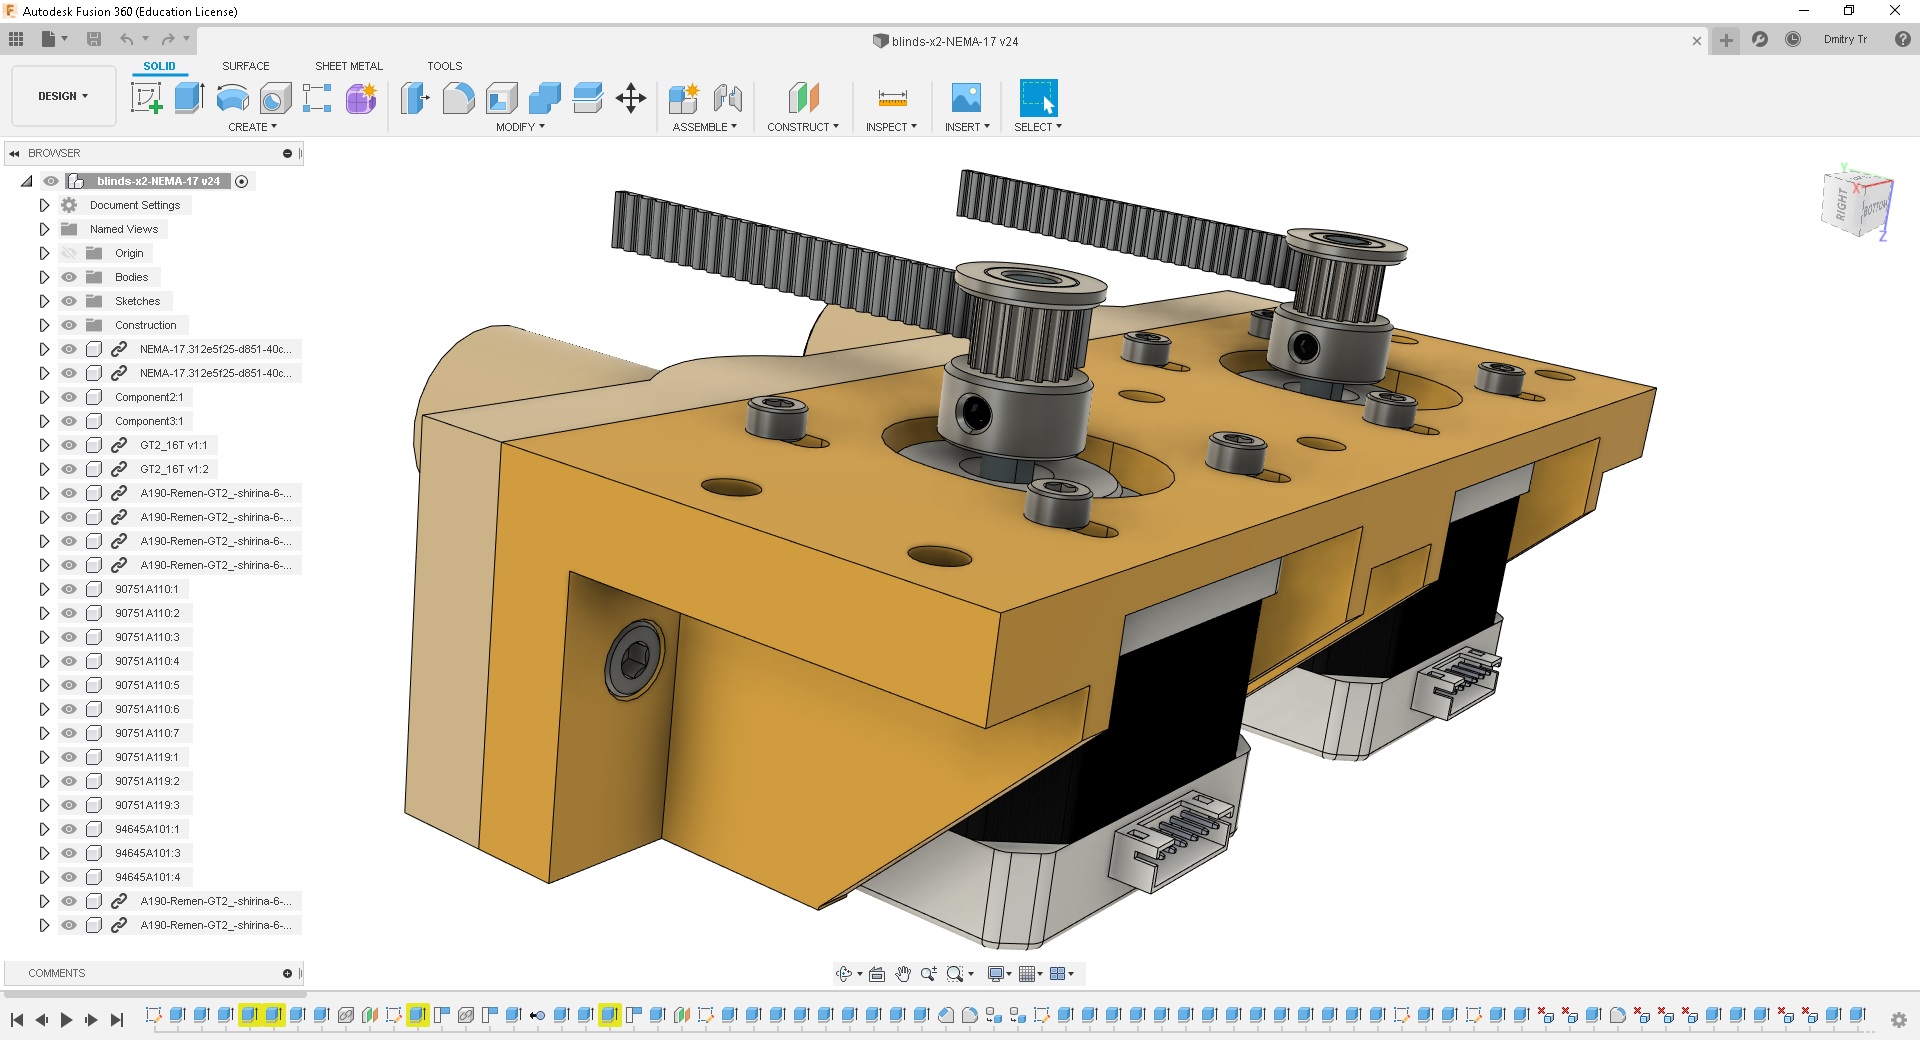 Autodesk Fusion 360 (Education License)
blinds-x2-NEMA-17 v24
Dmitry Tr
SOLID SURFACE SHEET METAL TOOLS
DESIGN
CREATE MODIFY ASSEMBLE CONSTRUCT INSPECT INSERT SELECT
BROWSER
blinds-x2-NEMA-17 v24
Document Settings
Named Views
Origin
Bodies
Sketches
Construction
NEMA-17.312e5f25-d851-40c...
NEMA-17.312e5f25-d851-40c...
Component2:1
Component3:1
GT2_16T v1:1
GT2_16T v1:2
A190-Remen-GT2_-shirina-6-...
A190-Remen-GT2_-shirina-6-...
A190-Remen-GT2_-shirina-6-...
A190-Remen-GT2_-shirina-6-...
90751A110:1
90751A110:2
90751A110:3
90751A110:4
90751A110:5
90751A110:6
90751A110:7
90751A119:1
90751A119:2
90751A119:3
94645A101:1
94645A101:3
94645A101:4
A190-Remen-GT2_-shirina-6-...
A190-Remen-GT2_-shirina-6-...
COMMENTS
Y
X
RIGHT
BOTTOM
Z